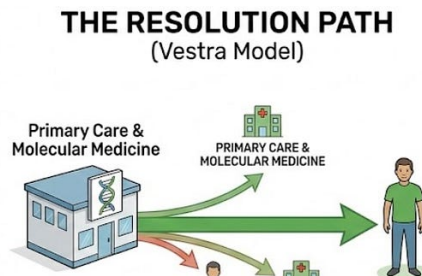 THE RESOLUTION PATH
(Vestra Model)
Primary Care &
Molecular Medicine
PRIMARY CARE &
MOLECULAR MEDICINE